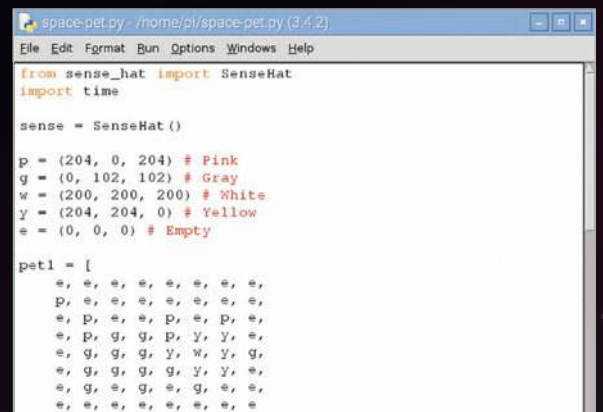 space-pet.py - /home/pi/space-pet.py (3.4.2)
File Edit Format Run Options Windows Help
from sense_hat import SenseHat
import time
sense = SenseHat()
p = (204, 0, 204) # Pink
g = (0, 102, 102) # Gray
w = (200, 200, 200) # White
y = (204, 204, 0) # Yellow
e = (0, 0, 0) # Empty
pet1 = [
e, e, e, e, e, e, e, e,
p, e, e, e, e, e, e, e,
e, p, e, e, p, e, p, e,
e, p, g, g, p, y, y, e,
e, g, g, g, y, w, y, g,
e, g, g, g, g, y, y, e,
e, g, e, g, e, g, e, e,
e, e, e, e, e, e, e, e